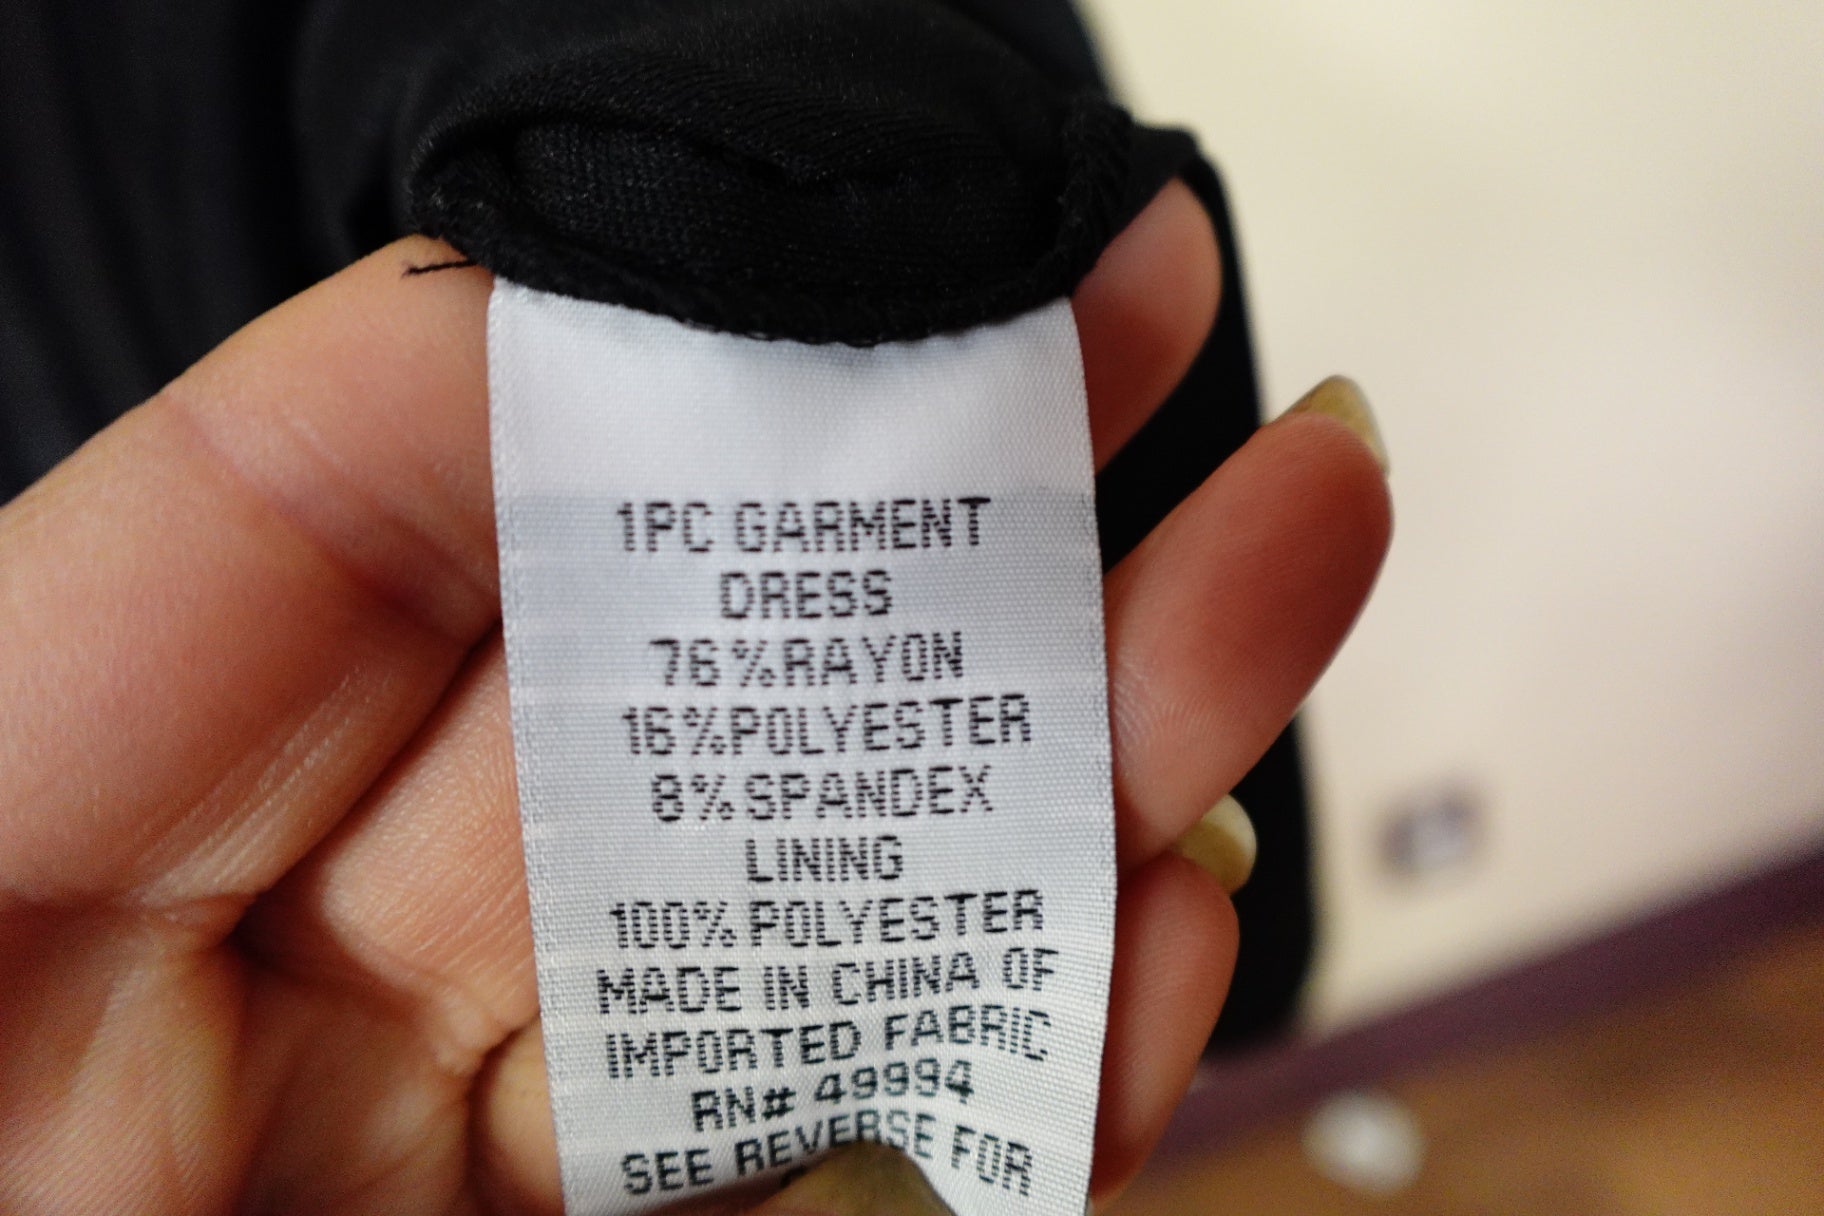 1PC GARMENT
DRESS
76%RAYON
16%POLYESTER
8%SPANDEX
LINING
100% POLYESTER
MADE IN CHINA OF
IMPORTED FABRIC
RN# 49994
SEE REVERSE FOR